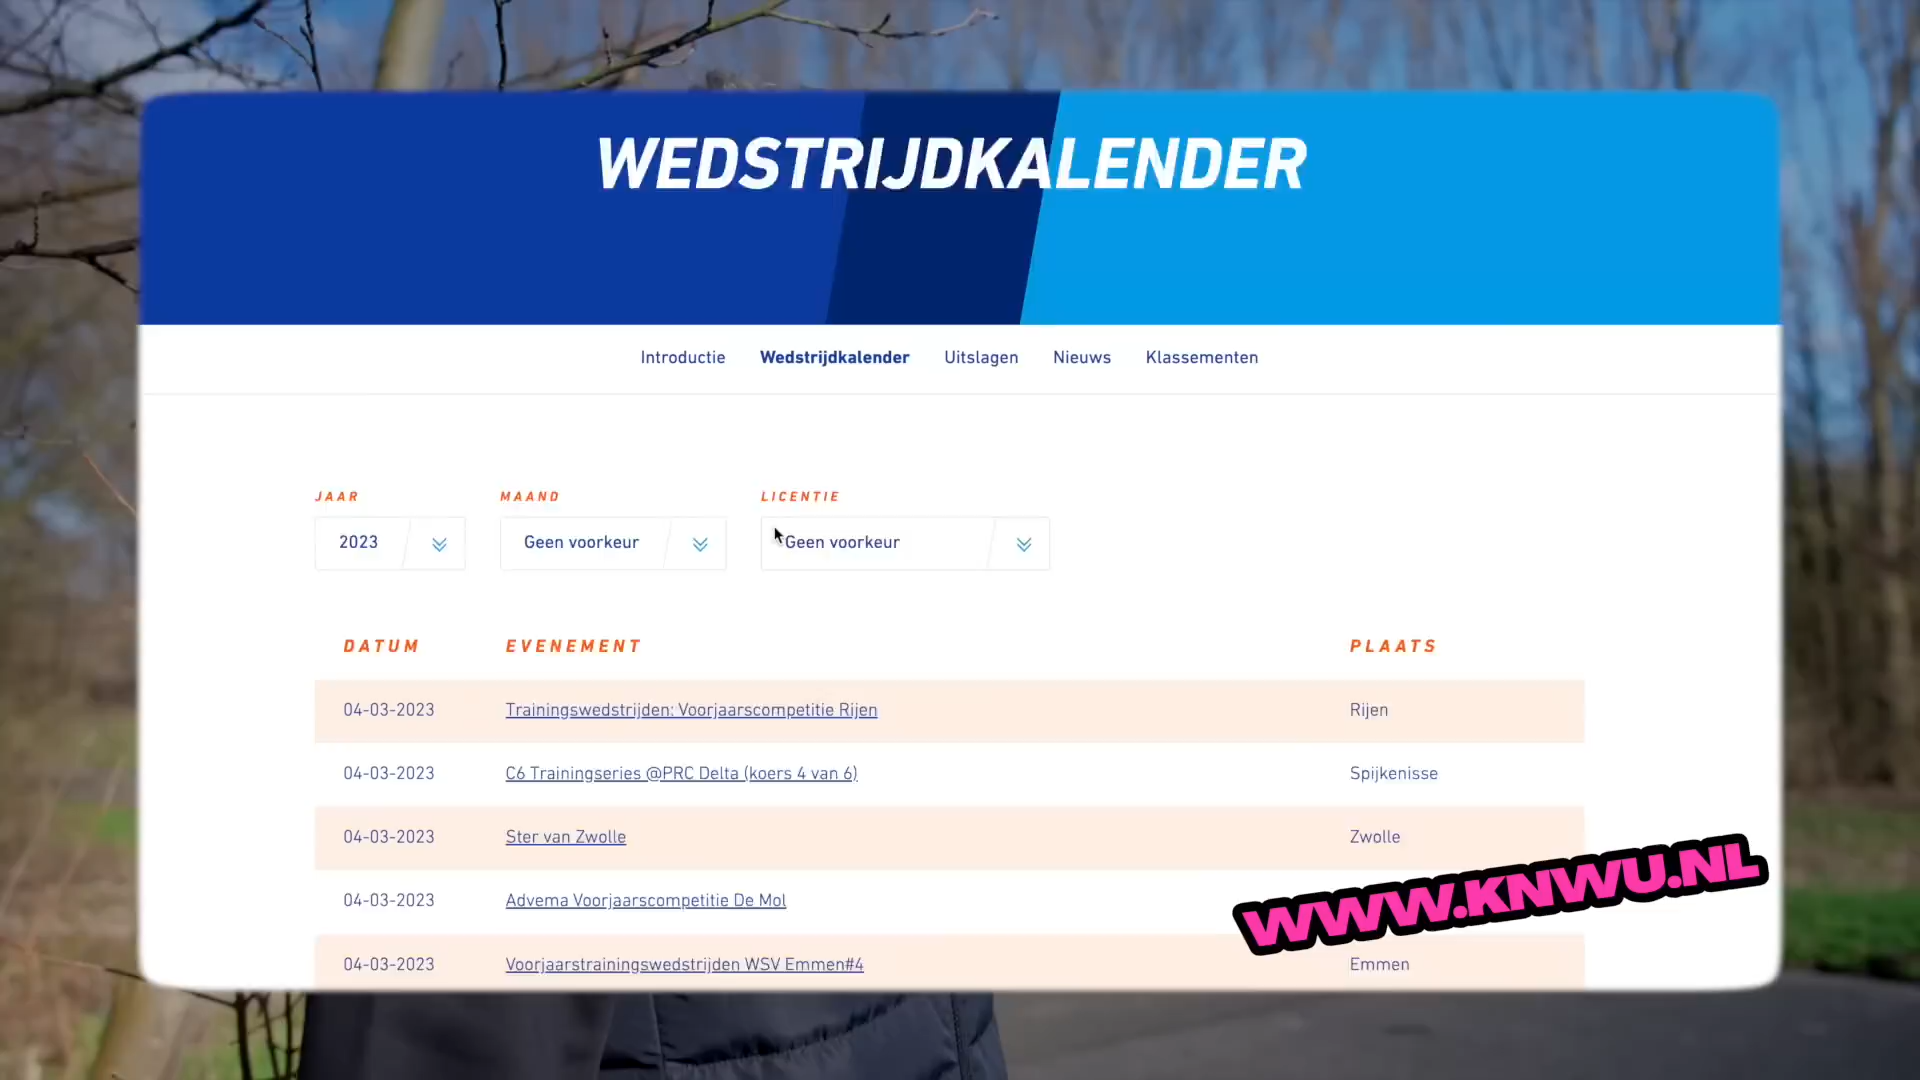 WEDSTRIJDKALENDER
Introductie Wedstrijdkalender Uitslagen Nieuws Klassementen
JAAR MAAND LICENTIE
2023 Geen voorkeur Geen voorkeur
DATUM EVENEMENT PLAATS
04-03-2023 Trainingswedstrijden: Voorjaarscompetitie Rijen Rijen
04-03-2023 C6 Trainingseries @PRC Delta (koers 4 van 6) Spijkenisse
04-03-2023 Ster van Zwolle Zwolle
04-03-2023 Advema Voorjaarscompetitie De Mol
WWW.KNWU.NL
04-03-2023 Voorjaarstrainingswedstrijden WSV Emmen#4 Emmen